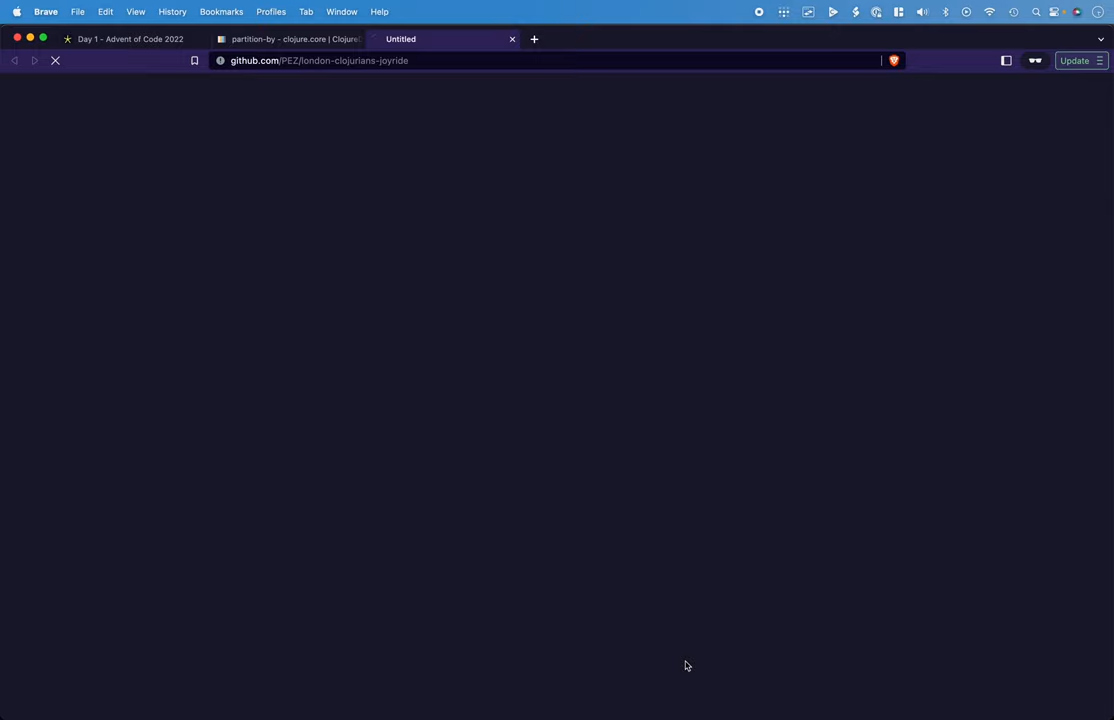 Brave File Edit View History Bookmarks Profiles Tab Window Help
Day 1 - Advent of Code 2022 partition-by - clojure.core | Clojure Untitled
github.com/PEZ/london-clojurians-joyride Update